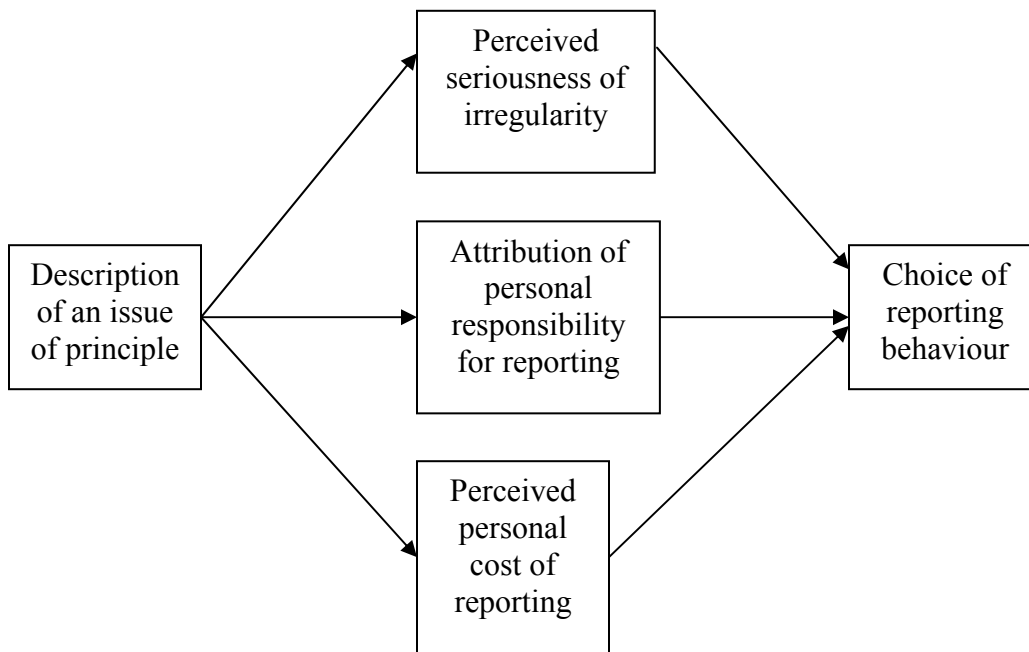 Perceived
seriousness of
irregularity
Description
of an issue
of principle
Attribution of
personal
responsibility
for reporting
Choice of
reporting
behaviour
Perceived
personal
cost of
reporting